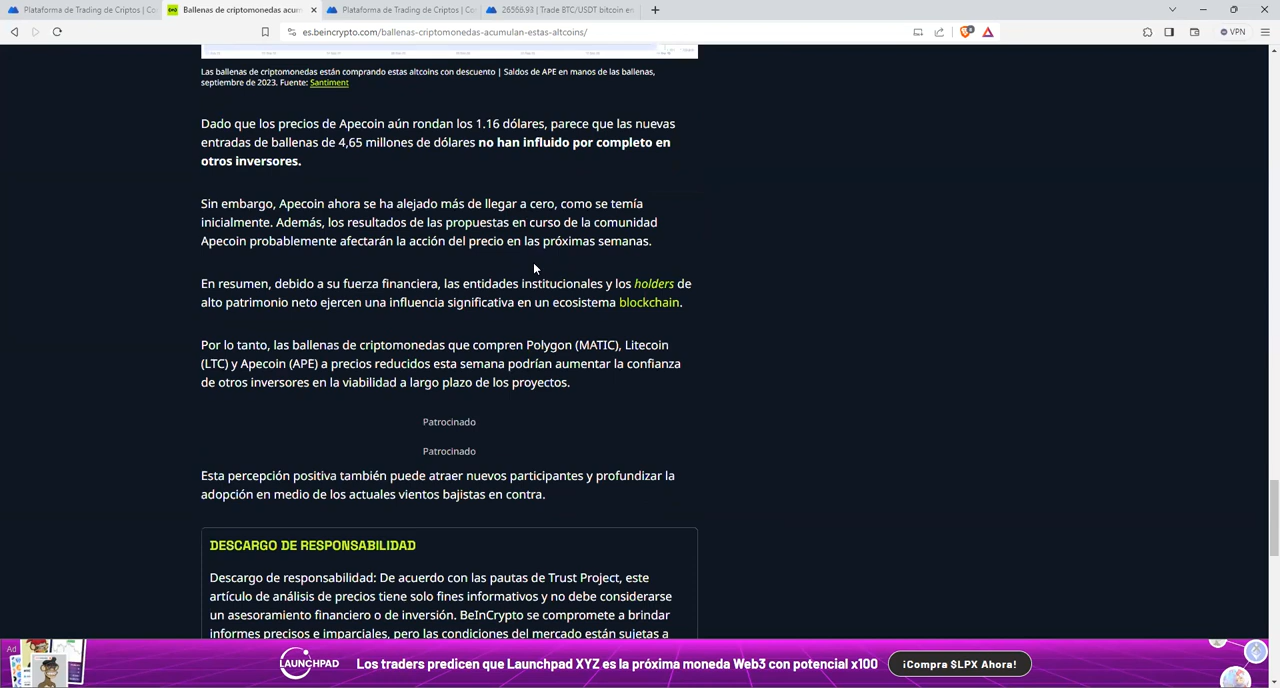 Plataforma de Trading de Criptos | Co
Ballenas de criptomonedas acum
Plataforma de Trading de Criptos | Co
26566.93 | Trade BTC/USDT bitcoin en
es.beincrypto.com/ballenas-criptomonedas-acumulan-estas-altcoins/
VPN
Las ballenas de criptomonedas están comprando estas altcoins con descuento | Saldos de APE en manos de las ballenas,
septiembre de 2023. Fuente: Santiment
Dado que los precios de Apecoin aún rondan los 1.16 dólares, parece que las nuevas
entradas de ballenas de 4,65 millones de dólares no han influido por completo en
otros inversores.
Sin embargo, Apecoin ahora se ha alejado más de llegar a cero, como se temía
inicialmente. Además, los resultados de las propuestas en curso de la comunidad
Apecoin probablemente afectarán la acción del precio en las próximas semanas.
En resumen, debido a su fuerza financiera, las entidades institucionales y los holders de
alto patrimonio neto ejercen una influencia significativa en un ecosistema blockchain.
Por lo tanto, las ballenas de criptomonedas que compren Polygon (MATIC), Litecoin
(LTC) y Apecoin (APE) a precios reducidos esta semana podrían aumentar la confianza
de otros inversores en la viabilidad a largo plazo de los proyectos.
Patrocinado
Patrocinado
Esta percepción positiva también puede atraer nuevos participantes y profundizar la
adopción en medio de los actuales vientos bajistas en contra.
DESCARGO DE RESPONSABILIDAD
Descargo de responsabilidad: De acuerdo con las pautas de Trust Project, este
artículo de análisis de precios tiene solo fines informativos y no debe considerarse
un asesoramiento financiero o de inversión. BeInCrypto se compromete a brindar
informes precisos e imparciales, pero las condiciones del mercado están sujetas a
Ad
LAUNCHPAD
Los traders predicen que Launchpad XYZ es la próxima moneda Web3 con potencial x100
¡Compra $LPX Ahora!